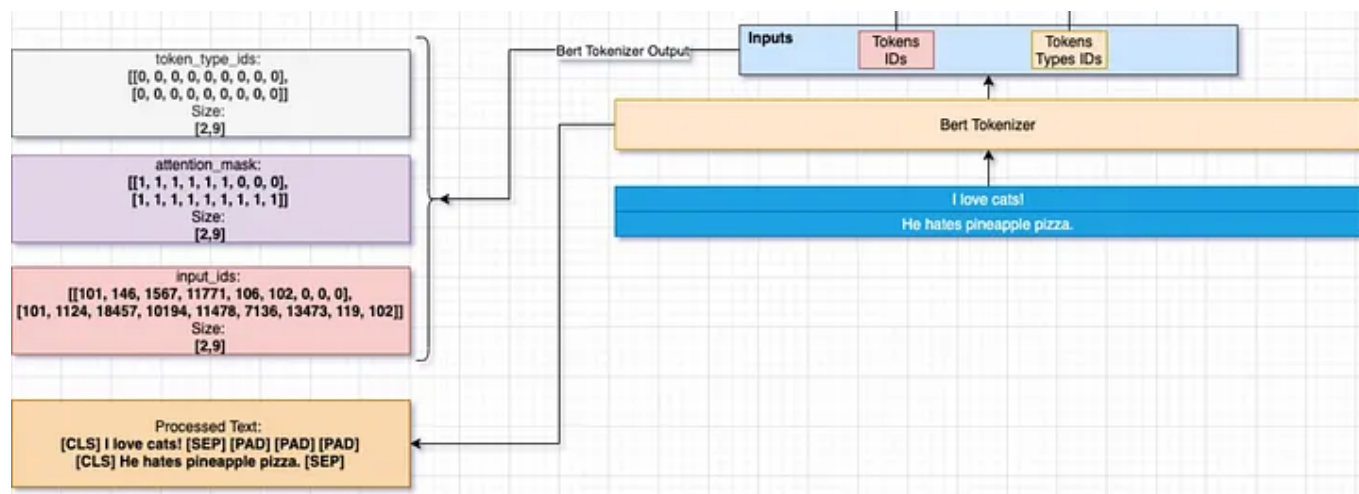 token_type_ids:
[[0, 0, 0, 0, 0, 0, 0, 0, 0],
[0, 0, 0, 0, 0, 0, 0, 0, 0]]
Size:
[2,9]
attention_mask:
[[1, 1, 1, 1, 1, 1, 0, 0, 0],
[1, 1, 1, 1, 1, 1, 1, 1, 1]]
Size:
[2,9]
input_ids:
[[101, 146, 1567, 11771, 106, 102, 0, 0, 0],
[101, 1124, 18457, 10194, 11478, 7136, 13473, 119, 102]]
Size:
[2,9]
Processed Text:
[CLS] I love cats! [SEP] [PAD] [PAD] [PAD]
[CLS] He hates pineapple pizza. [SEP]
Bert Tokenizer Output
Inputs
Tokens
IDs
Tokens
Types IDs
Bert Tokenizer
I love cats!
He hates pineapple pizza.